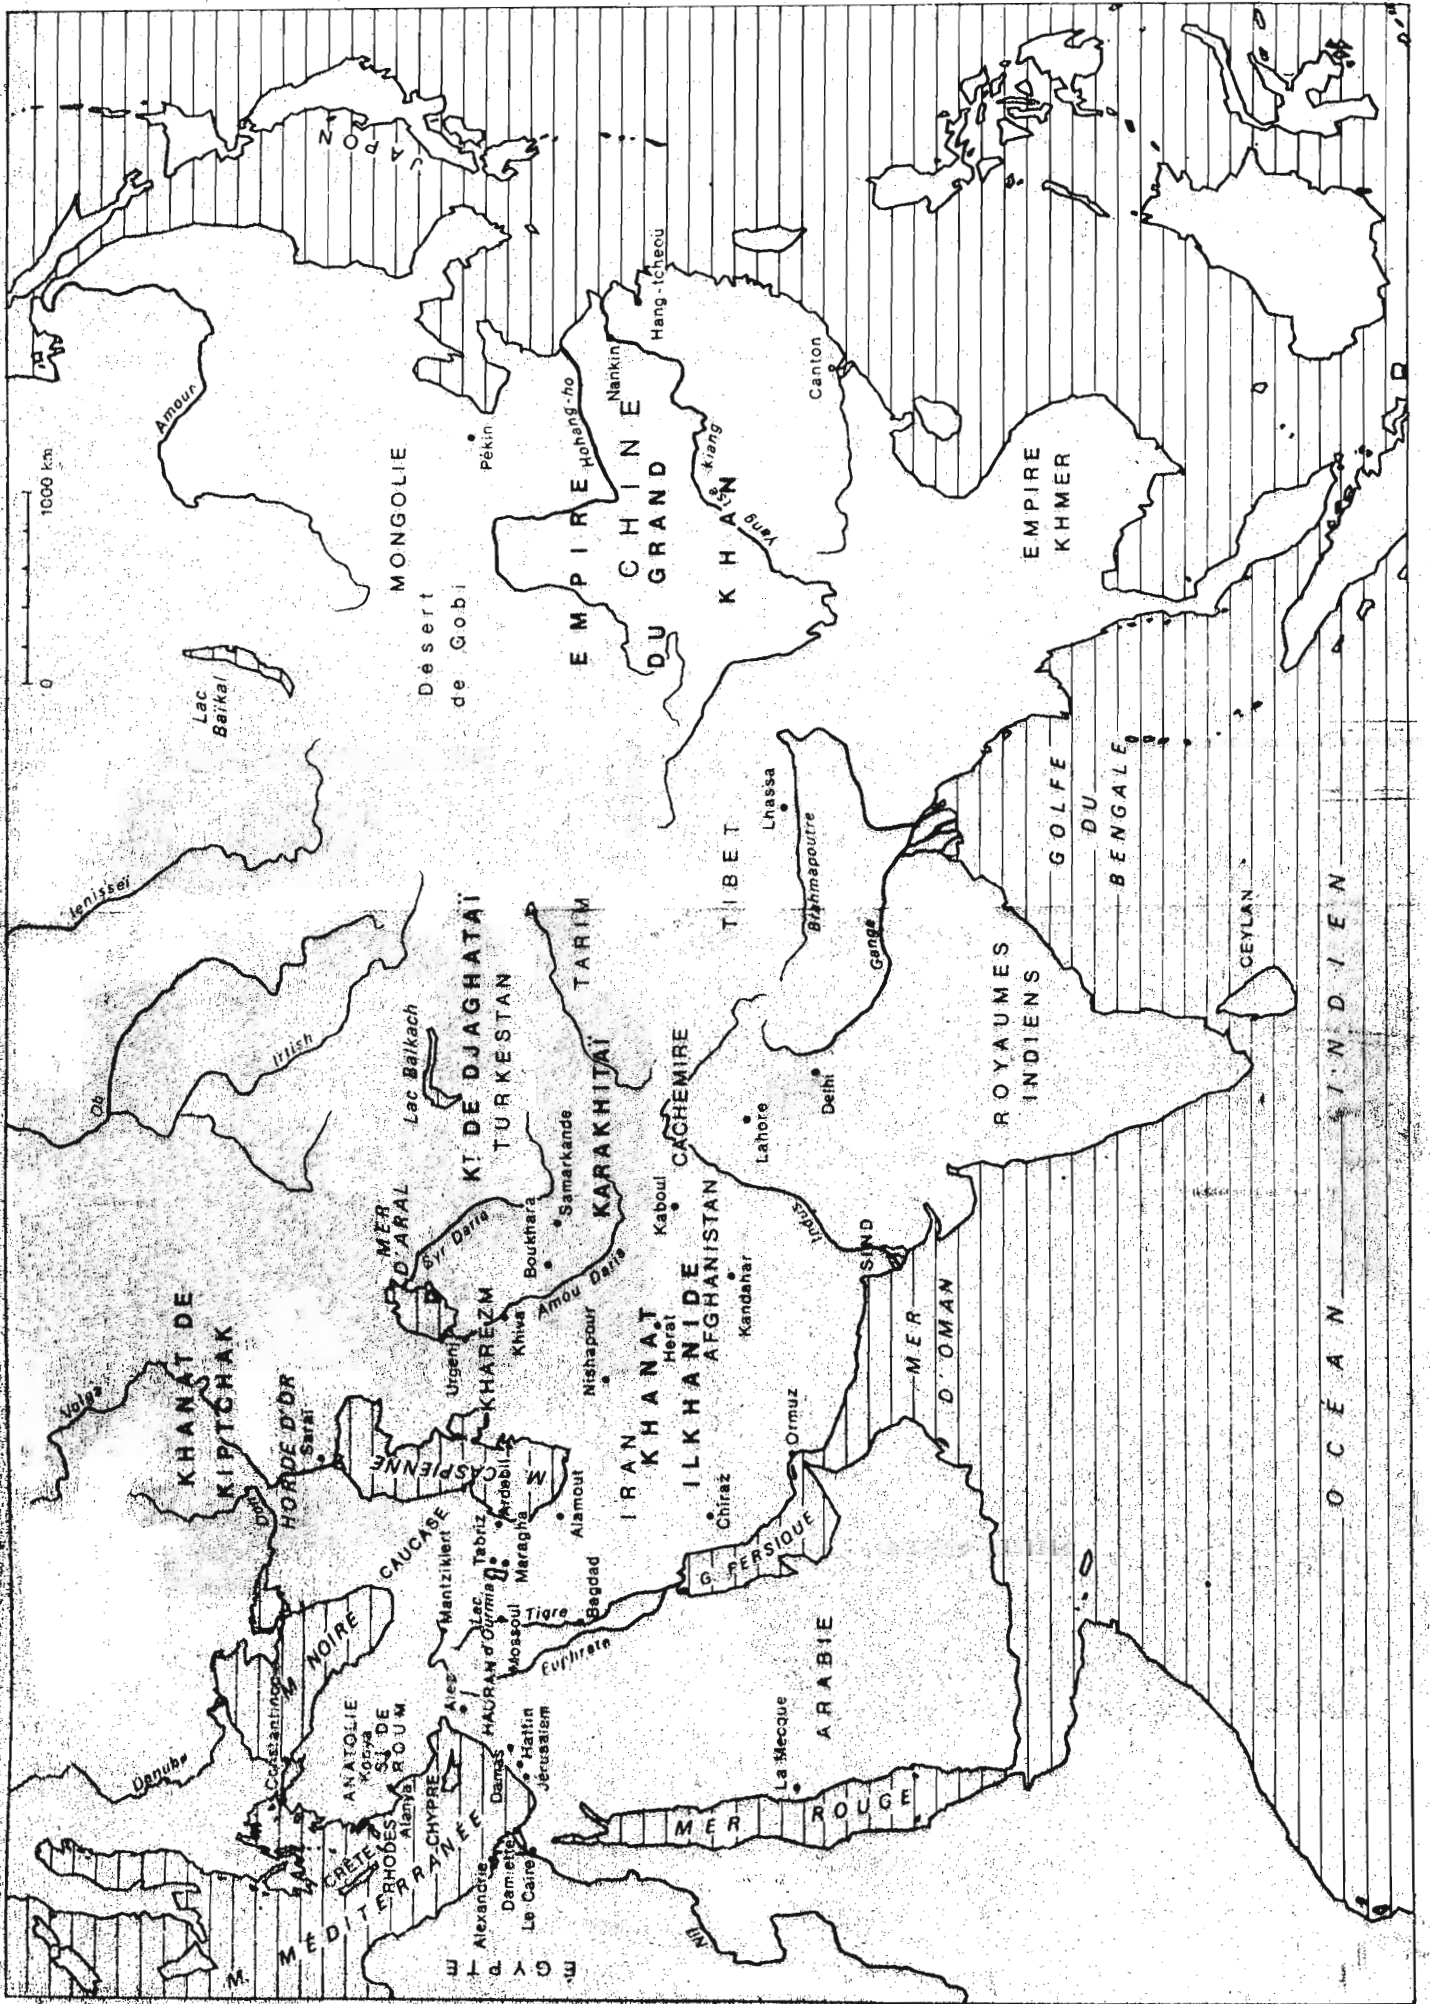 0 1000 km
Danube
Volga
Don
Ob
Irtish
Ienisseï
Lac
Baïkal
Amour
JAPON
MONGOLIE
Désert
de Gobi
Pékin
KHANAT DE
KIPTCHAK
HORDE D'OR
Saraï
MER
D'ARAL
Syr Daria
Lac Balkach
KT DE DJAGHATAÏ
TURKESTAN
TARIM
KARAKHITAÏ
Samarkande
Boukhara
Amou Daria
Urgenj
KHAREZM
Khiva
M. CASPIENNE
CAUCASE
M. NOIRE
Constantinople
ANATOLIE
Konya
ST DE
ROUM
Alanya
RHODES
CRÈTE
CHYPRE
M. MÉDITERRANÉE
Alep
HAURAN
Damas
Hattin
Jérusalem
Alexandrie
Damiette
Le Caire
EGYPTE
Nil
Mantzikiert
Lac
d'Ourmia
Tabriz
Ardebil
Maragha
Mossoul
Tigre
Euphrate
Bagdad
Alamout
Nishapour
IRAN
KHANAT
ILKHANIDE
Herat
AFGHANISTAN
Kaboul
Kandahar
Chiraz
Ormuz
G. PERSIQUE
ARABIE
La Mecque
MER ROUGE
MER
D'OMAN
SIND
Indus
CACHEMIRE
Lahore
Delhi
Gange
TIBET
Lhassa
Brahmapoutre
EMPIRE
CHINE
DU GRAND
KHAN
Hohang-ho
Nankin
Hang-tcheou
Yang Tse Kiang
Canton
EMPIRE
KHMER
ROYAUMES
INDIENS
GOLFE
DU
BENGALE
CEYLAN
OCÉAN INDIEN